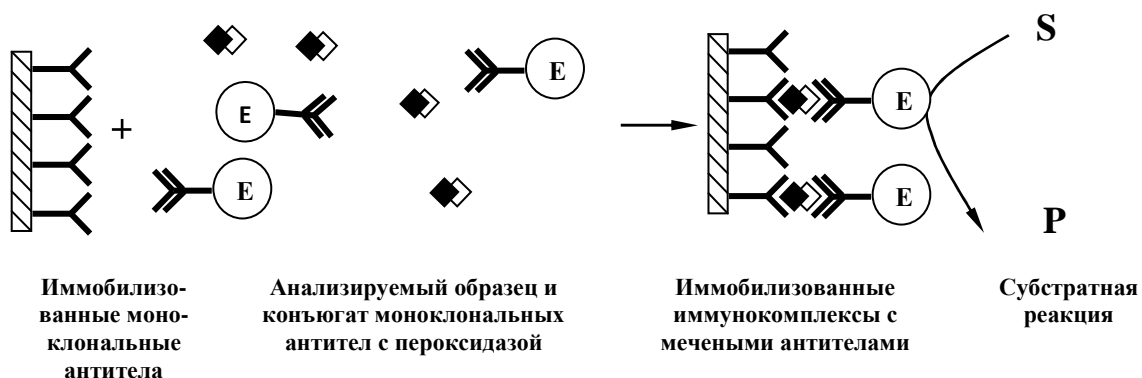 S
E
E
E
+
E
E
P
Иммобилизо-
ванные моно-
клональные
антитела
Анализируемый образец и
конъюгат моноклональных
антител с пероксидазой
Иммобилизованные
иммунокомплексы с
мечеными антителами
Субстратная
реакция